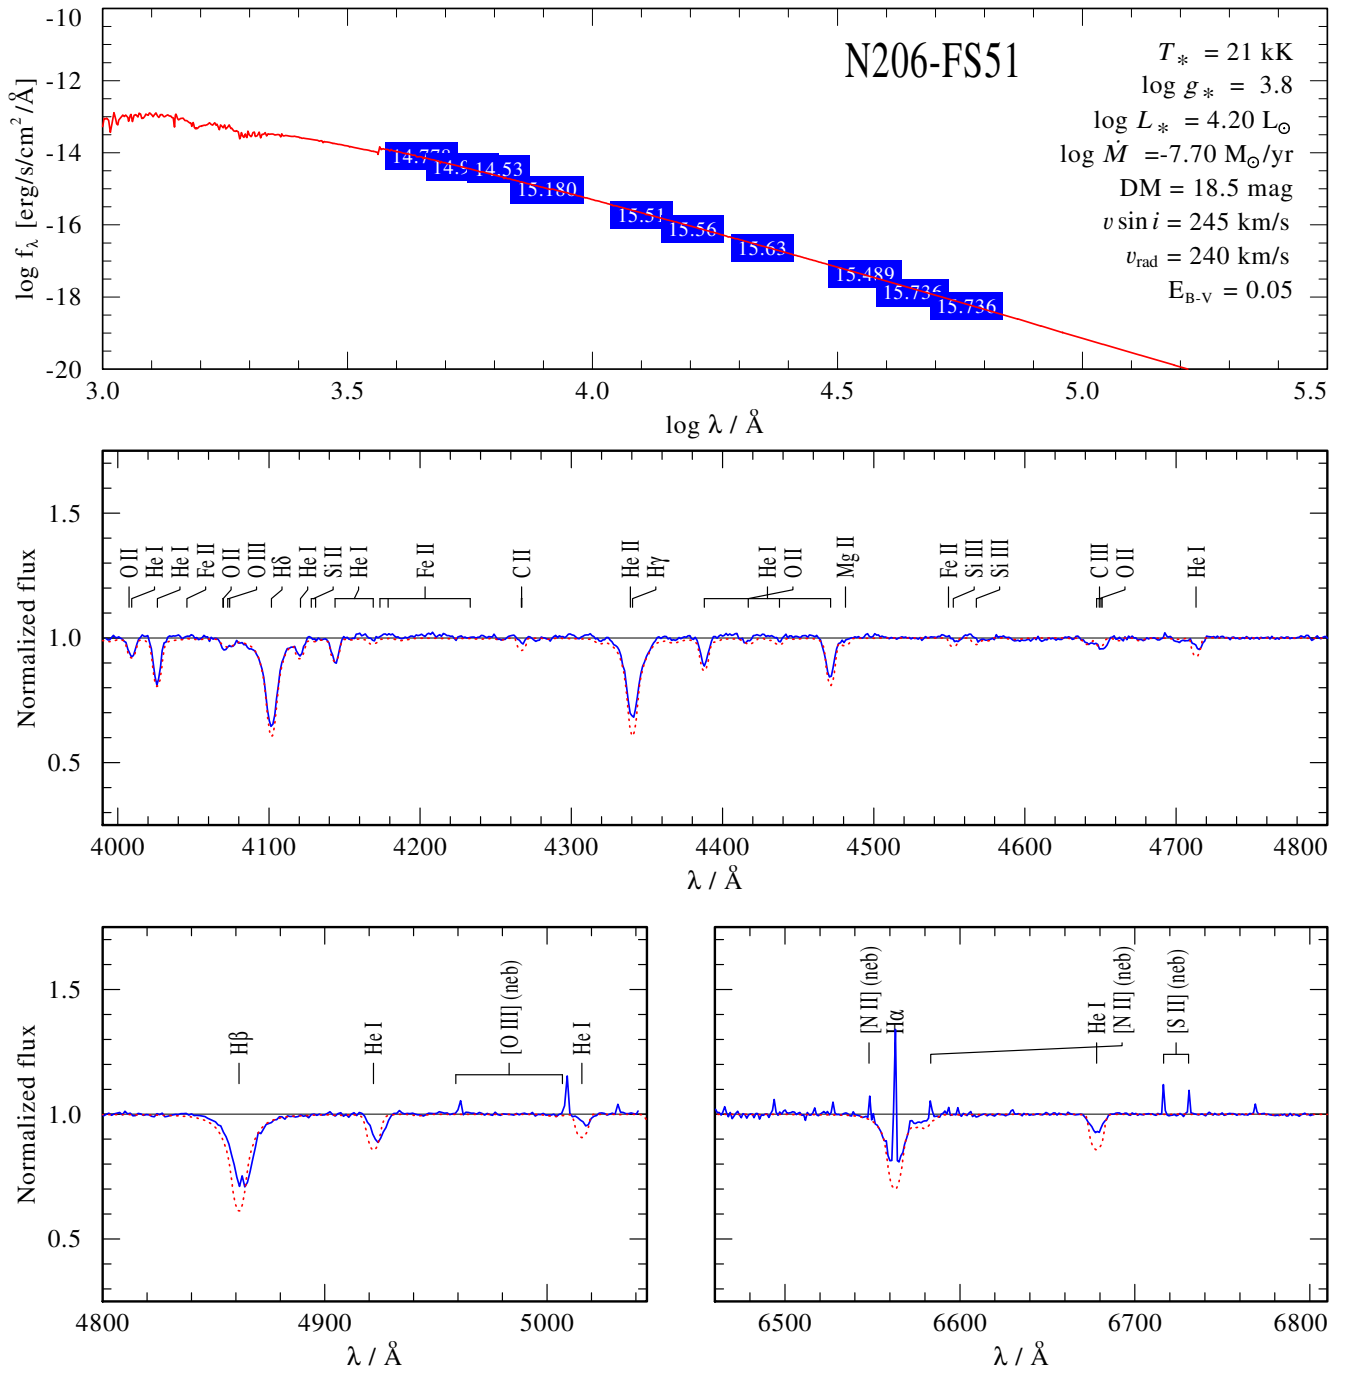 N206-FS51
T* = 21 kK
log g* = 3.8
log L* = 4.20 L⊙
log Ṁ =-7.70 M⊙/yr
DM = 18.5 mag
v sin i = 245 km/s
vrad = 240 km/s
EB-V = 0.05
-10
-12
-14
-16
-18
-20
log fλ [erg/s/cm²/Å]
14.53
15.180
15.51
15.56
15.63
15.489
15.736
15.736
3.0 3.5 4.0 4.5 5.0 5.5
log λ / Å
Normalized flux
1.5
1.0
0.5
O II He I He I Fe II O II O III Hδ He I Si II He I Fe II C II He II Hγ He I O II Mg II Fe II Si III Si III C III O II He I
4000 4100 4200 4300 4400 4500 4600 4700 4800
λ / Å
Normalized flux
1.5
1.0
0.5
Hβ He I [O III] (neb) He I
4800 4900 5000
λ / Å
[N II] (neb) Hα He I [N II] (neb) [S II] (neb)
6500 6600 6700 6800
λ / Å